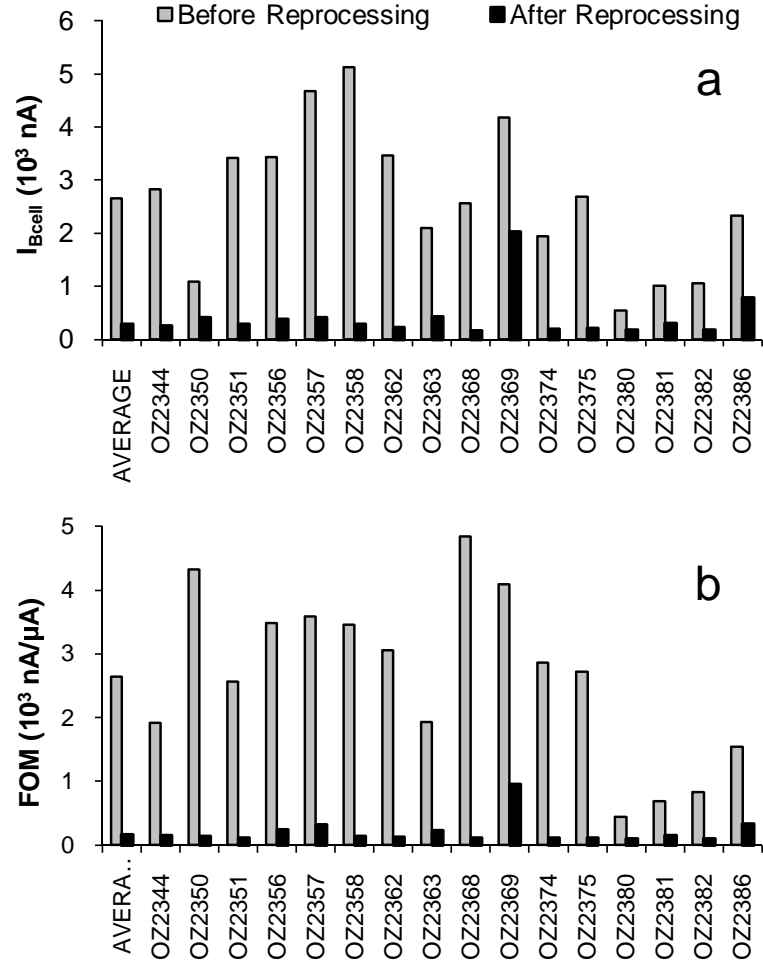 Before Reprocessing After Reprocessing
6
5
4
3
2
1
0
I_Bcell (10³ nA)
a
AVERAGE
OZ2344
OZ2350
OZ2351
OZ2356
OZ2357
OZ2358
OZ2362
OZ2363
OZ2368
OZ2369
OZ2374
OZ2375
OZ2380
OZ2381
OZ2382
OZ2386
5
4
3
2
1
0
FOM (10³ nA/µA)
b
AVERA..
OZ2344
OZ2350
OZ2351
OZ2356
OZ2357
OZ2358
OZ2362
OZ2363
OZ2368
OZ2369
OZ2374
OZ2375
OZ2380
OZ2381
OZ2382
OZ2386